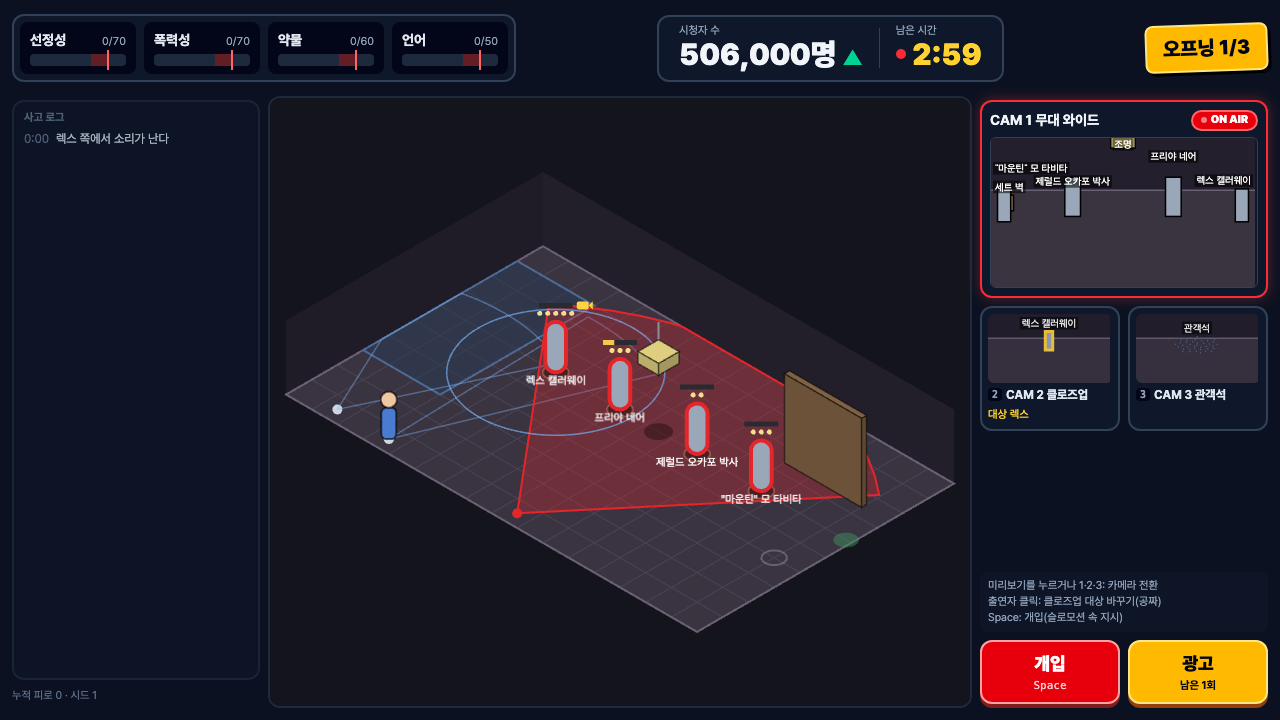 선정성 0/70
폭력성 0/70
약물 0/60
언어 0/50
시청자 수
506,000명
남은 시간
2:59
오프닝 1/3
사고 로그
0:00 렉스 쪽에서 소리가 난다
렉스 캘러웨이
프리야 네어
제럴드 오카포 박사
"마운틴" 모 타비타
CAM 1 무대 와이드
ON AIR
조명
프리야 네어
"마운틴" 모 타비타
제럴드 오카포 박사
렉스 캘러웨이
세트 벽
렉스 캘러웨이
2 CAM 2 클로즈업
대상 렉스
관객석
3 CAM 3 관객석
미리보기를 누르거나 1·2·3: 카메라 전환
출연자 클릭: 클로즈업 대상 바꾸기(공짜)
Space: 개입(슬로모션 속 지시)
개입
Space
광고
남은 1회
누적 피로 0 · 시드 1